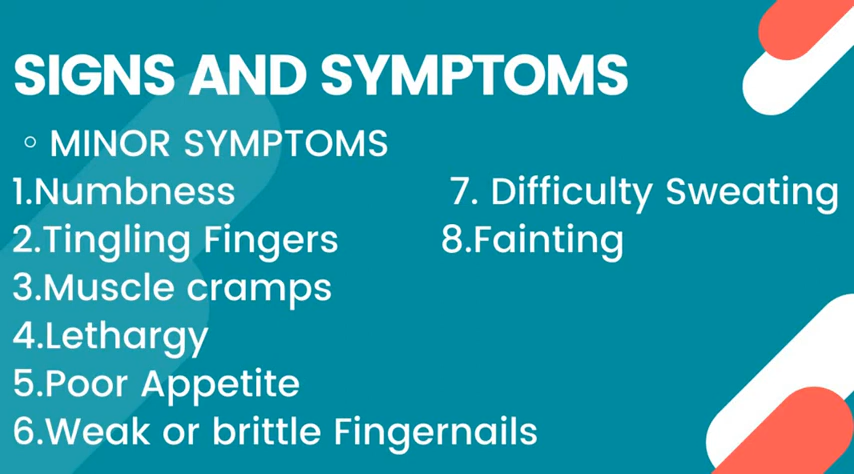 SIGNS AND SYMPTOMS
◦ MINOR SYMPTOMS
1.Numbness
2.Tingling Fingers
3.Muscle cramps
4.Lethargy
5.Poor Appetite
6.Weak or brittle Fingernails
7. Difficulty Sweating
8.Fainting